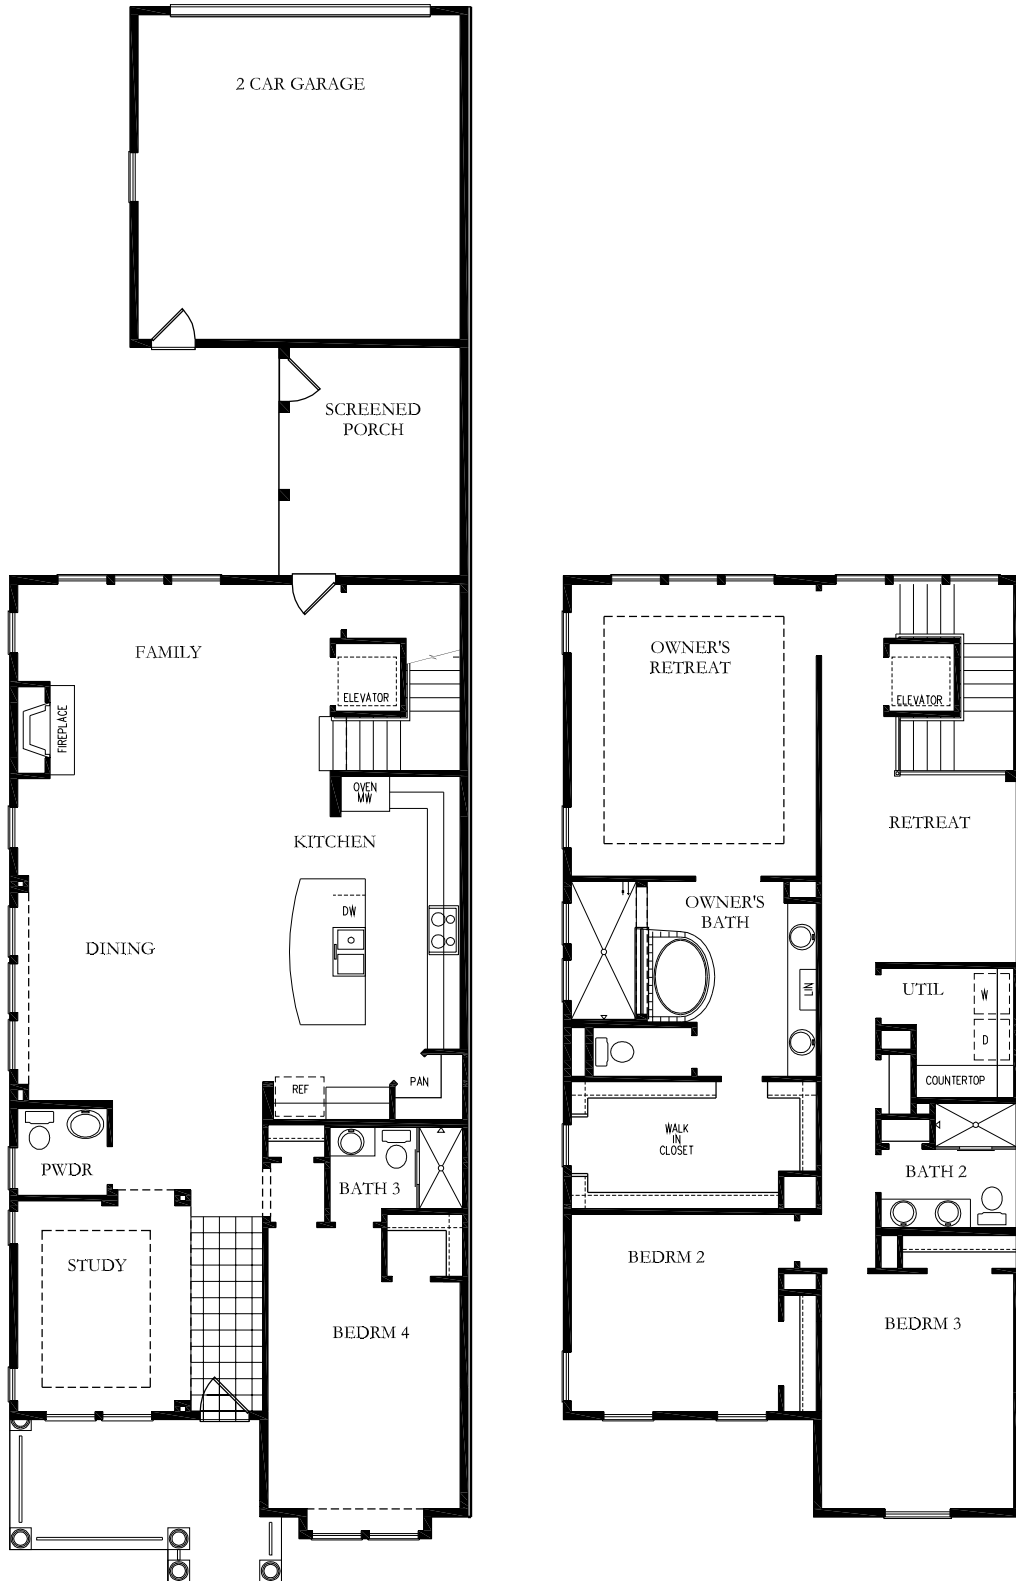 2 CAR GARAGE
SCREENED
PORCH
FAMILY
ELEVATOR
FIREPLACE
OVEN
MW
KITCHEN
DW
DINING
REF
PAN
PWDR
BATH 3
STUDY
BEDRM 4
OWNER'S
RETREAT
ELEVATOR
RETREAT
OWNER'S
BATH
LIN
UTIL
W
D
COUNTERTOP
WALK
IN
CLOSET
BATH 2
BEDRM 2
BEDRM 3